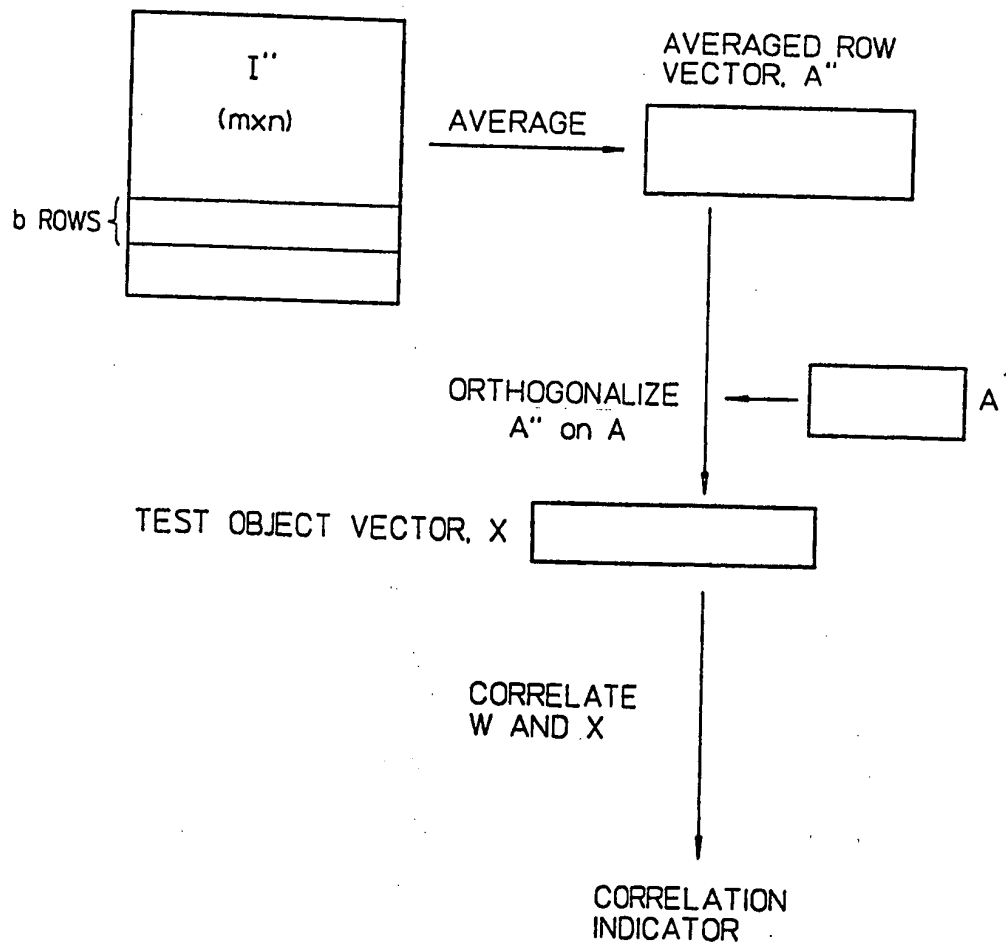 I''
(mxn)
b ROWS
AVERAGE
AVERAGED ROW
VECTOR, A''
ORTHOGONALIZE
A'' on A
A
TEST OBJECT VECTOR, X
CORRELATE
W AND X
CORRELATION
INDICATOR